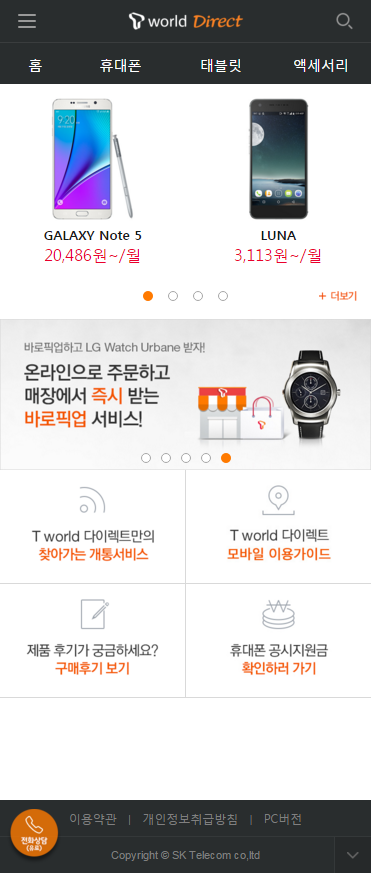 T world Direct
홈 휴대폰 태블릿 액세서리
GALAXY Note 5
20,486원~/월
LUNA
3,113원~/월
+ 더보기
바로픽업하고 LG Watch Urbane 받자!
온라인으로 주문하고
매장에서 즉시 받는
바로픽업 서비스!
T world 다이렉트만의
찾아가는 개통서비스
T world 다이렉트
모바일 이용가이드
제품 후기가 궁금하세요?
구매후기 보기
휴대폰 공시지원금
확인하러 가기
전화상담
(유료)
이용약관 | 개인정보취급방침 | PC버전
Copyright © SK Telecom co,ltd